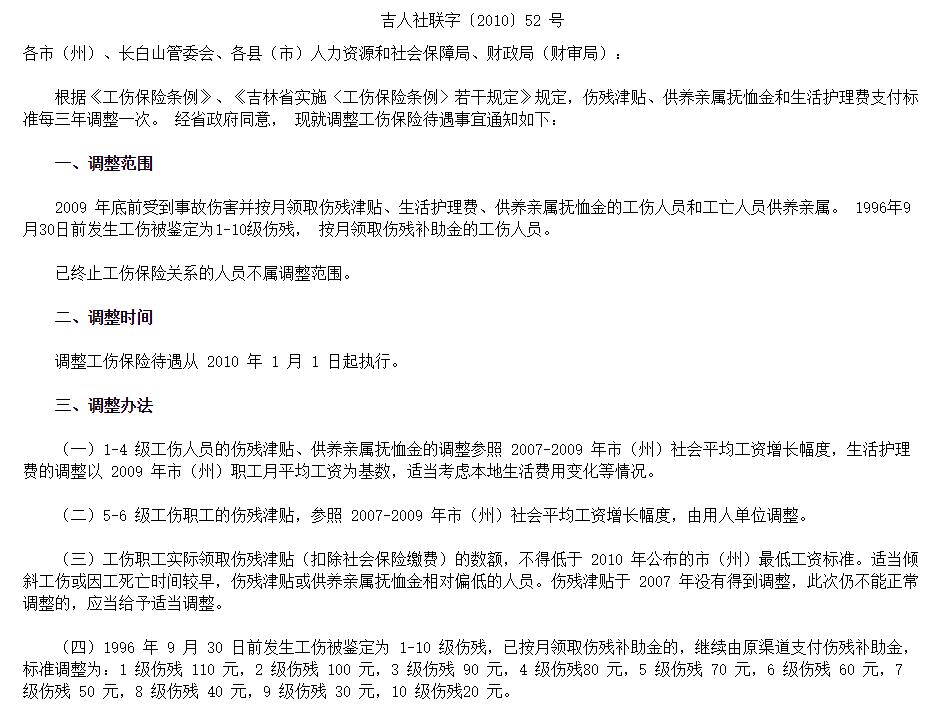 吉人社联字〔2010〕52 号
各市（州）、长白山管委会、各县（市）人力资源和社会保障局、财政局（财审局）：
根据《工伤保险条例》、《吉林省实施〈工伤保险条例〉若干规定》规定，伤残津贴、供养亲属抚恤金和生活护理费支付标
准每三年调整一次。 经省政府同意， 现就调整工伤保险待遇事宜通知如下：
一、调整范围
2009 年底前受到事故伤害并按月领取伤残津贴、生活护理费、供养亲属抚恤金的工伤人员和工亡人员供养亲属。 1996年9
月30日前发生工伤被鉴定为1-10级伤残， 按月领取伤残补助金的工伤人员。
已终止工伤保险关系的人员不属调整范围。
二、调整时间
调整工伤保险待遇从 2010 年 1 月 1 日起执行。
三、调整办法
（一）1-4 级工伤人员的伤残津贴、供养亲属抚恤金的调整参照 2007-2009 年市（州）社会平均工资增长幅度，生活护理
费的调整以 2009 年市（州）职工月平均工资为基数，适当考虑本地生活费用变化等情况。
（二）5-6 级工伤职工的伤残津贴，参照 2007-2009 年市（州）社会平均工资增长幅度，由用人单位调整。
（三）工伤职工实际领取伤残津贴（扣除社会保险缴费）的数额，不得低于 2010 年公布的市（州）最低工资标准。适当倾
斜工伤或因工死亡时间较早，伤残津贴或供养亲属抚恤金相对偏低的人员。伤残津贴于 2007 年没有得到调整，此次仍不能正常
调整的，应当给予适当调整。
（四）1996 年 9 月 30 日前发生工伤被鉴定为 1-10 级伤残，已按月领取伤残补助金的，继续由原渠道支付伤残补助金，
标准调整为：1 级伤残 110 元，2 级伤残 100 元，3 级伤残 90 元，4 级伤残80 元，5 级伤残 70 元，6 级伤残 60 元，7
级伤残 50 元，8 级伤残 40 元，9 级伤残 30 元，10 级伤残20 元。